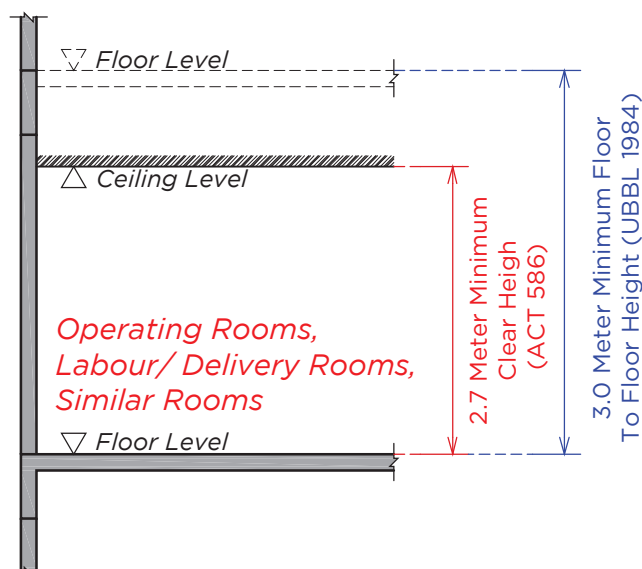 Floor Level
Ceiling Level
Operating Rooms,
Labour/ Delivery Rooms,
Similar Rooms
Floor Level
2.7 Meter Minimum
Clear Heigh
(ACT 586)
3.0 Meter Minimum Floor
To Floor Height (UBBL 1984)